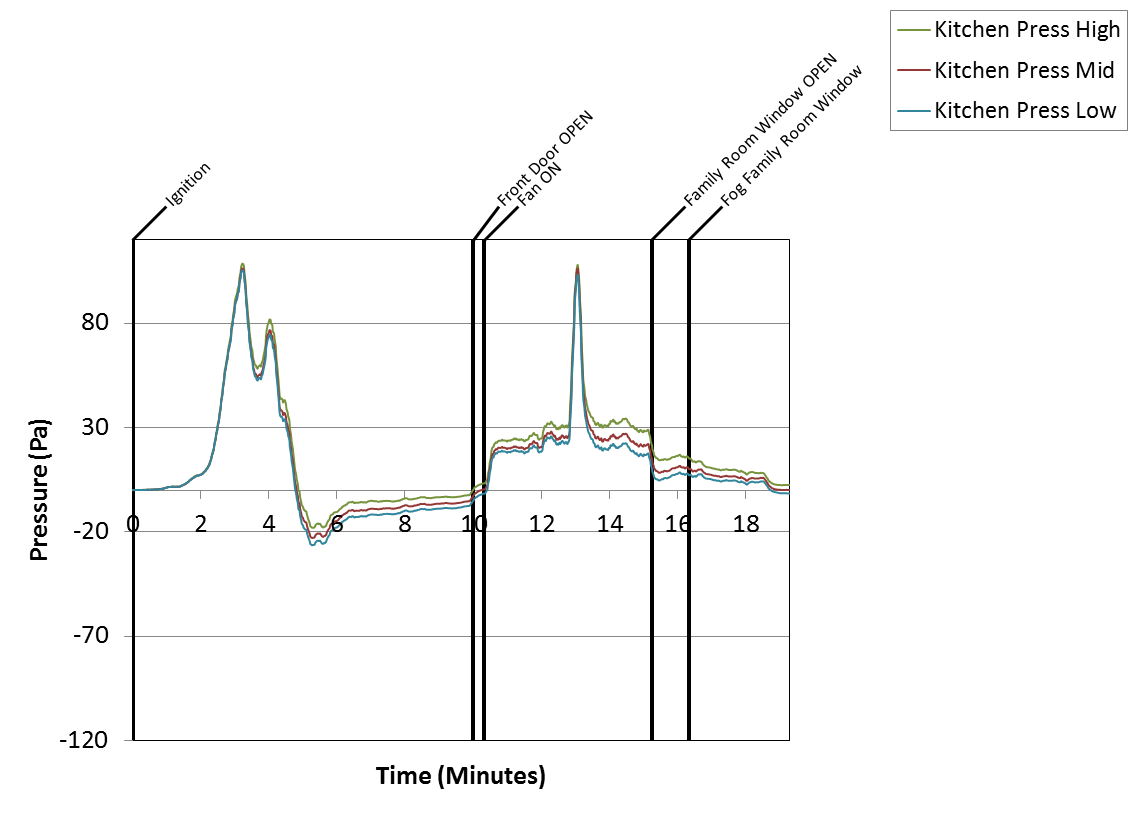 Kitchen Press High
Kitchen Press Mid
Kitchen Press Low
Ignition
Front Door OPEN
Fan ON
Family Room Window OPEN
Fog Family Room Window
80
30
-20
-70
-120
0 2 4 6 8 10 12 14 16 18
Pressure (Pa)
Time (Minutes)